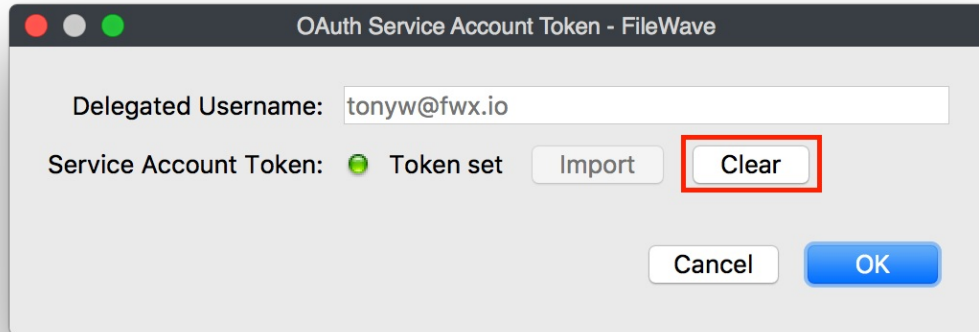 OAuth Service Account Token - FileWave
Delegated Username: tonyw@fwx.io
Service Account Token: Token set Import Clear
Cancel OK